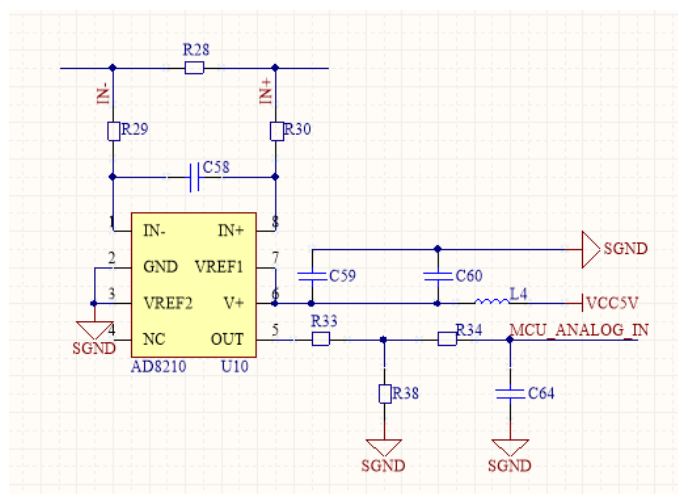 R28
IN-
IN+
R29
R30
C58
1
8
IN-
IN+
2
7
GND
VREF1
SGND
C59
C60
3
6
VREF2
V+
L4
VCC5V
4
5
NC
OUT
R33
R34
MCU_ANALOG_IN
SGND
AD8210
U10
R38
C64
SGND
SGND